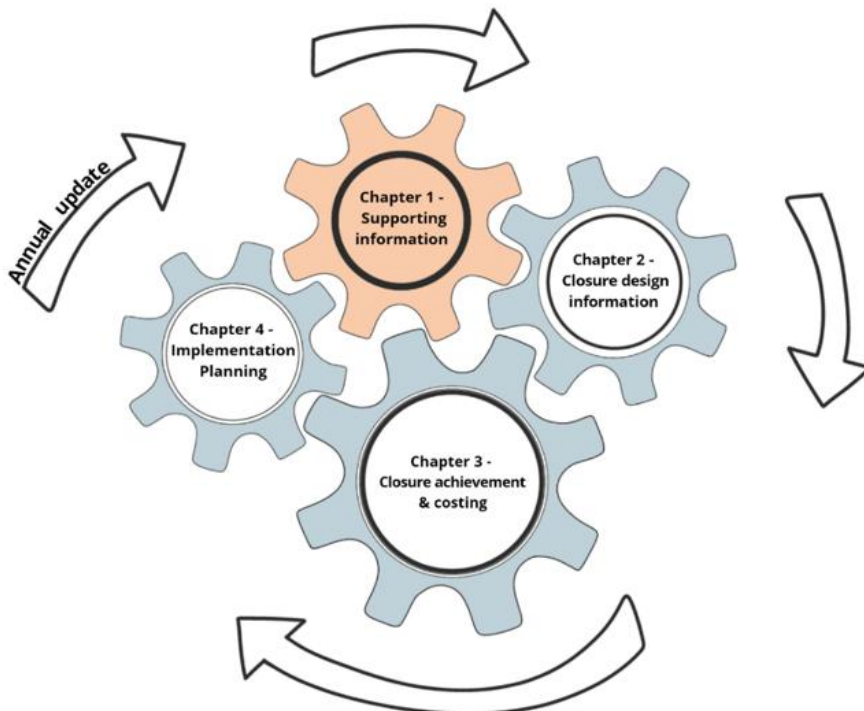 Annual update
Chapter 1 -
Supporting
information
Chapter 2 -
Closure design
information
Chapter 4 -
Implementation
Planning
Chapter 3 -
Closure achievement
& costing